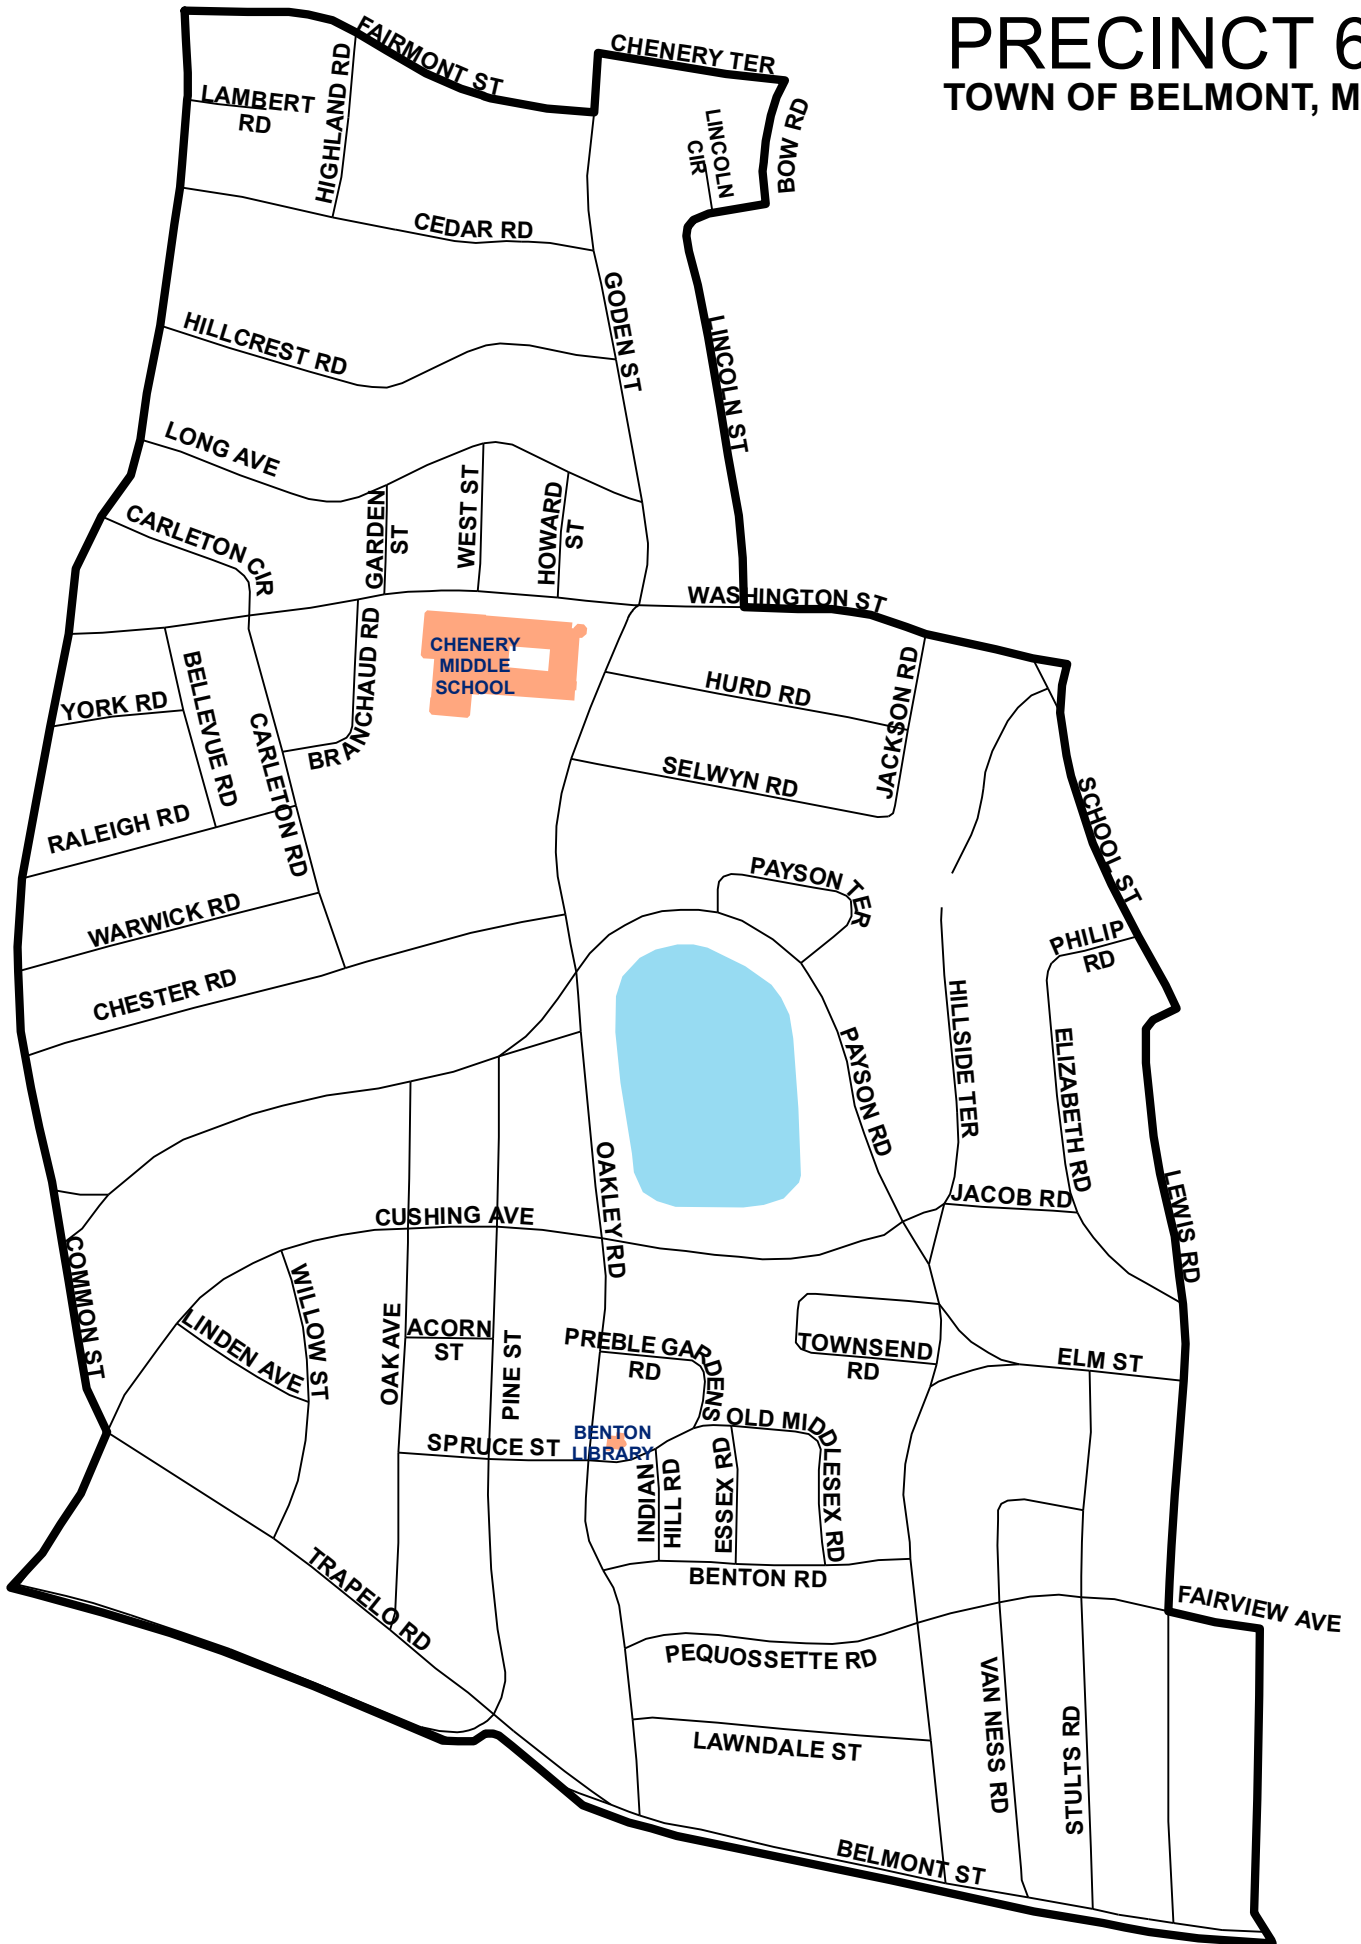 PRECINCT 6
TOWN OF BELMONT, M
FAIRMONT ST
CHENERY TER
LAMBERT
RD
HIGHLAND RD
LINCOLN
CIR
BOW RD
CEDAR RD
GODEN ST
HILLCREST RD
LINCOLN ST
LONG AVE
CARLETON CIR
GARDEN
ST
WEST ST
HOWARD
ST
WASHINGTON ST
CHENERY
MIDDLE
SCHOOL
BRANCHAUD RD
BELLEVUE RD
YORK RD
CARLETON RD
HURD RD
JACKSON RD
SELWYN RD
RALEIGH RD
SCHOOL ST
PAYSON TER
WARWICK RD
PHILIP
RD
CHESTER RD
HILLSIDE TER
PAYSON RD
ELIZABETH RD
OAKLEY RD
JACOB RD
LEWIS RD
CUSHING AVE
COMMON ST
WILLOW ST
LINDEN AVE
OAK AVE
ACORN
ST
PINE ST
PREBLE GARDENS
RD
TOWNSEND
RD
ELM ST
OLD MIDDLESEX RD
SPRUCE ST
BENTON
LIBRARY
INDIAN
HILL RD
ESSEX RD
TRAPELO RD
BENTON RD
FAIRVIEW AVE
PEQUOSSETTE RD
VAN NESS RD
STULTS RD
LAWNDALE ST
BELMONT ST